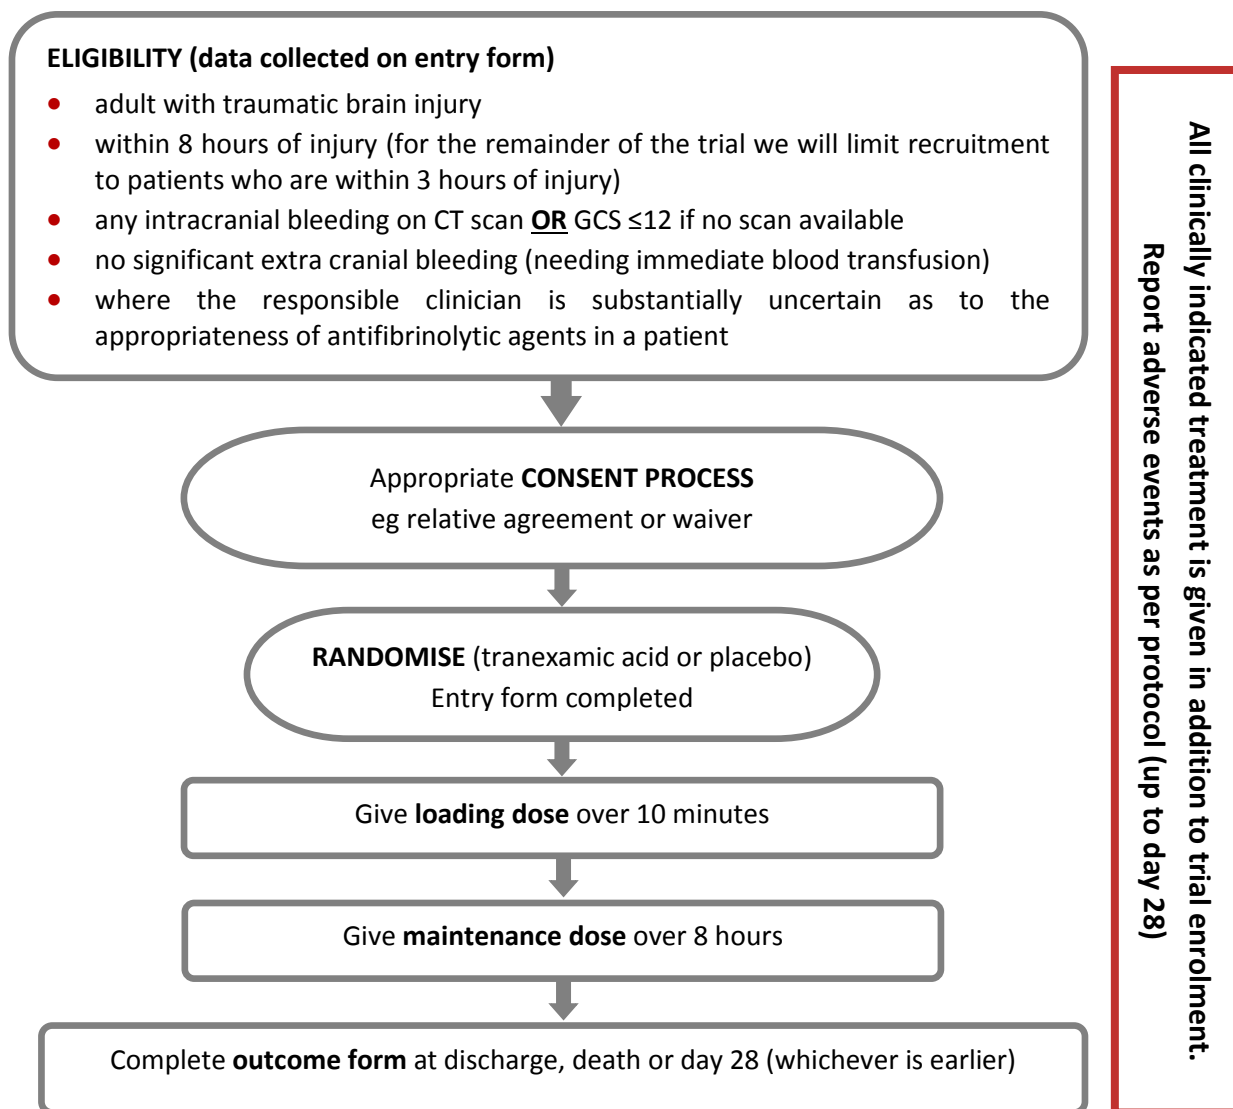 ELIGIBILITY (data collected on entry form)
• adult with traumatic brain injury
• within 8 hours of injury (for the remainder of the trial we will limit recruitment
to patients who are within 3 hours of injury)
• any intracranial bleeding on CT scan OR GCS ≤12 if no scan available
• no significant extra cranial bleeding (needing immediate blood transfusion)
• where the responsible clinician is substantially uncertain as to the
appropriateness of antifibrinolytic agents in a patient
Appropriate CONSENT PROCESS
eg relative agreement or waiver
RANDOMISE (tranexamic acid or placebo)
Entry form completed
Give loading dose over 10 minutes
Give maintenance dose over 8 hours
Complete outcome form at discharge, death or day 28 (whichever is earlier)
All clinically indicated treatment is given in addition to trial enrolment.
Report adverse events as per protocol (up to day 28)